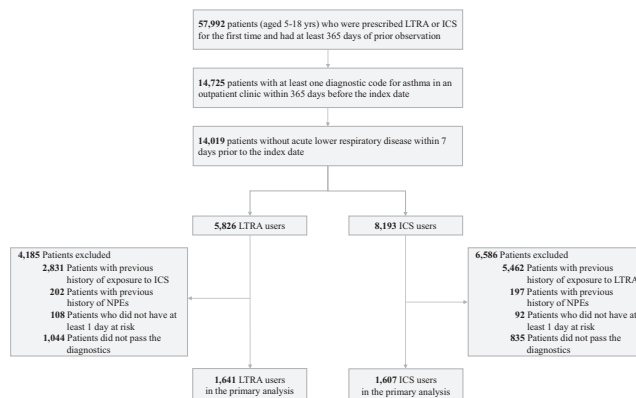 57,992 patients (aged 5-18 yrs) who were prescribed LTRA or ICS
for the first time and had at least 365 days of prior observation
14,725 patients with at least one diagnostic code for asthma in an
outpatient clinic within 365 days before the index date
14,019 patients without acute lower respiratory disease within 7
days prior to the index date
5,826 LTRA users
8,193 ICS users
4,185 Patients excluded
2,831 Patients with previous
history of exposure to ICS
202 Patients with previous
history of NPEs
108 Patients who did not have at
least 1 day at risk
1,044 Patients did not pass the
diagnostics
6,586 Patients excluded
5,462 Patients with previous
history of exposure to LTRA
197 Patients with previous
history of NPEs
92 Patients who did not have at
least 1 day at risk
835 Patients did not pass the
diagnostics
1,641 LTRA users
in the primary analysis
1,607 ICS users
in the primary analysis